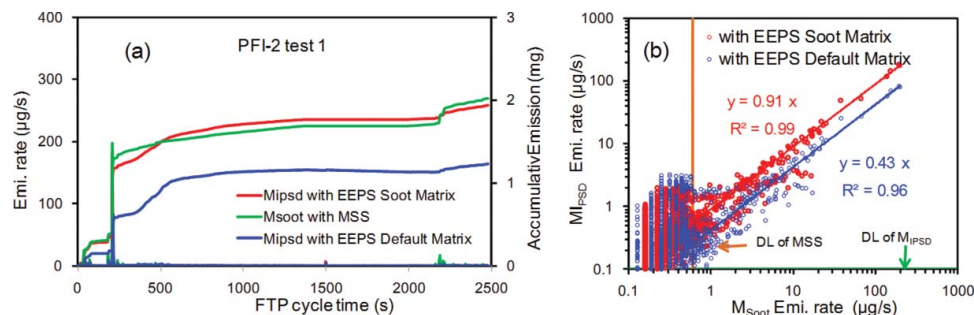 (a)
PFI-2 test 1
Emi. rate (µg/s)
400
300
200
100
0
0
500
1000
1500
2000
2500
FTP cycle time (s)
3
2
1
0
AccumulativeEmission (mg)
Mipsd with EEPS Soot Matrix
Msoot with MSS
Mipsd with EEPS Default Matrix
(b)
with EEPS Soot Matrix
with EEPS Default Matrix
MI_PSD Emi. rate (µg/s)
1000
100
10
1
0.1
y = 0.91 x
R² = 0.99
y = 0.43 x
R² = 0.96
DL of MSS
DL of M_IPSD
0.1
1
10
100
1000
M_Soot Emi. rate (µg/s)